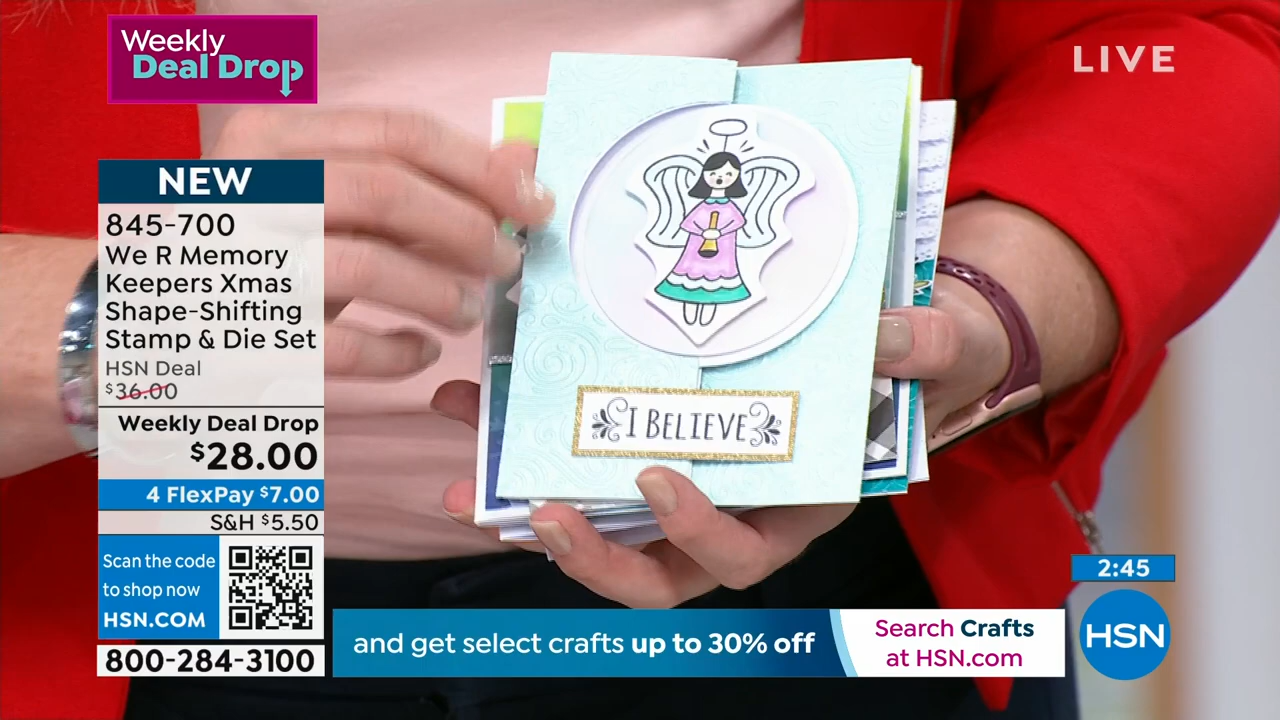 Weekly
Deal Drop
LIVE
NEW
845-700
We R Memory
Keepers Xmas
Shape-Shifting
Stamp & Die Set
HSN Deal
$36.00
Weekly Deal Drop
$28.00
4 FlexPay $7.00
S&H $5.50
Scan the code
to shop now
HSN.COM
800-284-3100
I BELIEVE
and get select crafts up to 30% off
Search Crafts
at HSN.com
2:45
HSN